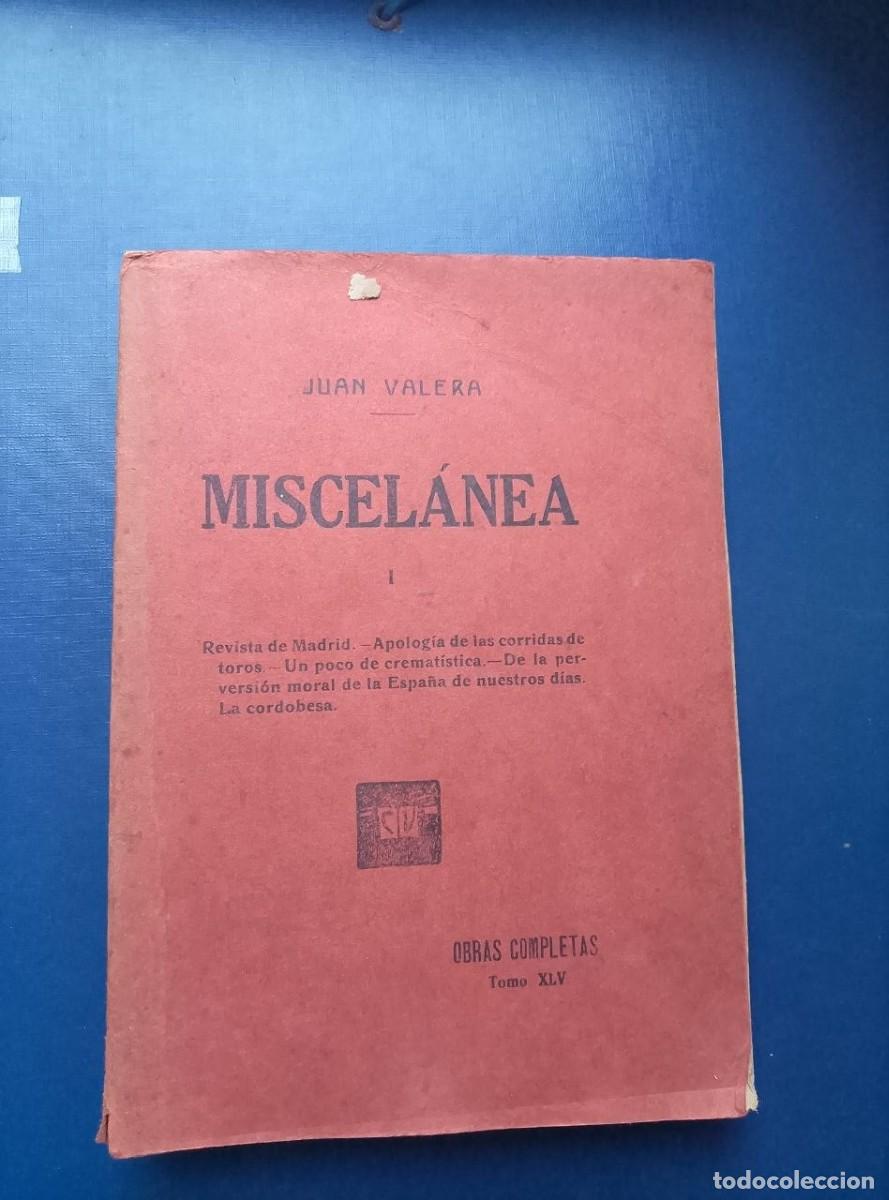 JUAN VALERA
MISCELÁNEA
I
Revista de Madrid.—Apología de las corridas de
toros.—Un poco de crematística.—De la per-
versión moral de la España de nuestros días.
La cordobesa.
OBRAS COMPLETAS
Tomo XLV
todocoleccion